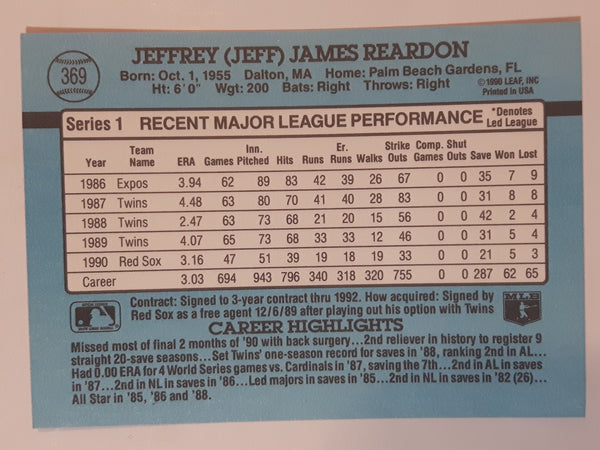 369
JEFFREY (JEFF) JAMES REARDON
Born: Oct. 1, 1955 Dalton, MA Home: Palm Beach Gardens, FL
Ht: 6'0" Wgt: 200 Bats: Right Throws: Right
©1990 LEAF, INC
Printed in USA
Series 1 RECENT MAJOR LEAGUE PERFORMANCE *Denotes Led League
Year Team Name ERA Games Inn. Pitched Hits Runs Er. Runs Walks Strike Outs Comp. Games Shut Outs Save Won Lost
1986 Expos 3.94 62 89 83 42 39 26 67 0 0 35 7 9
1987 Twins 4.48 63 80 70 41 40 28 83 0 0 31 8 8
1988 Twins 2.47 63 73 68 21 20 15 56 0 0 42 2 4
1989 Twins 4.07 65 73 68 33 33 12 46 0 0 31 5 4
1990 Red Sox 3.16 47 51 39 19 18 19 33 0 0 21 5 3
Career 3.03 694 943 796 340 318 320 755 0 0 287 62 65
Contract: Signed to 3-year contract thru 1992. How acquired: Signed by
Red Sox as a free agent 12/6/89 after playing out his option with Twins
MLB
CAREER HIGHLIGHTS
Missed most of final 2 months of '90 with back surgery...2nd reliever in history to register 9
straight 20-save seasons...Set Twins' one-season record for saves in '88, ranking 2nd in AL...
Had 0.00 ERA for 4 World Series games vs. Cardinals in '87, saving the 7th...2nd in AL in saves
in '87...2nd in NL in saves in '86...Led majors in saves in '85...2nd in NL in saves in '82 (26)...
All Star in '85, '86 and '88.